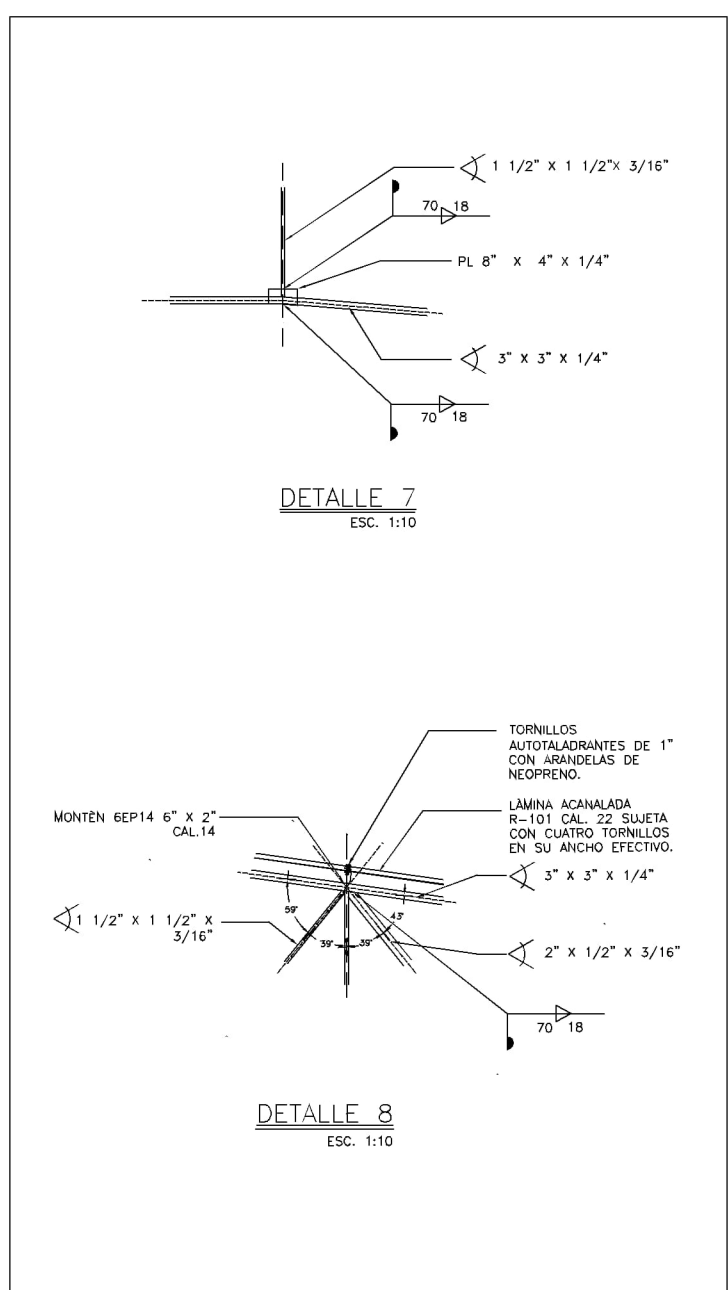 1 1/2" X 1 1/2"X 3/16"
70 18
PL 8" X 4" X 1/4"
3" X 3" X 1/4"
70 18
DETALLE 7
ESC. 1:10
TORNILLOS
AUTOTALADRANTES DE 1"
CON ARANDELAS DE
NEOPRENO.
MONTÈN 6EP14 6" X 2"
CAL.14
LÀMINA ACANALADA
R-101 CAL. 22 SUJETA
CON CUATRO TORNILLOS
EN SU ANCHO EFECTIVO.
3" X 3" X 1/4"
1 1/2" X 1 1/2" X
3/16"
59°
43°
39°
39°
2" X 1/2" X 3/16"
70 18
DETALLE 8
ESC. 1:10